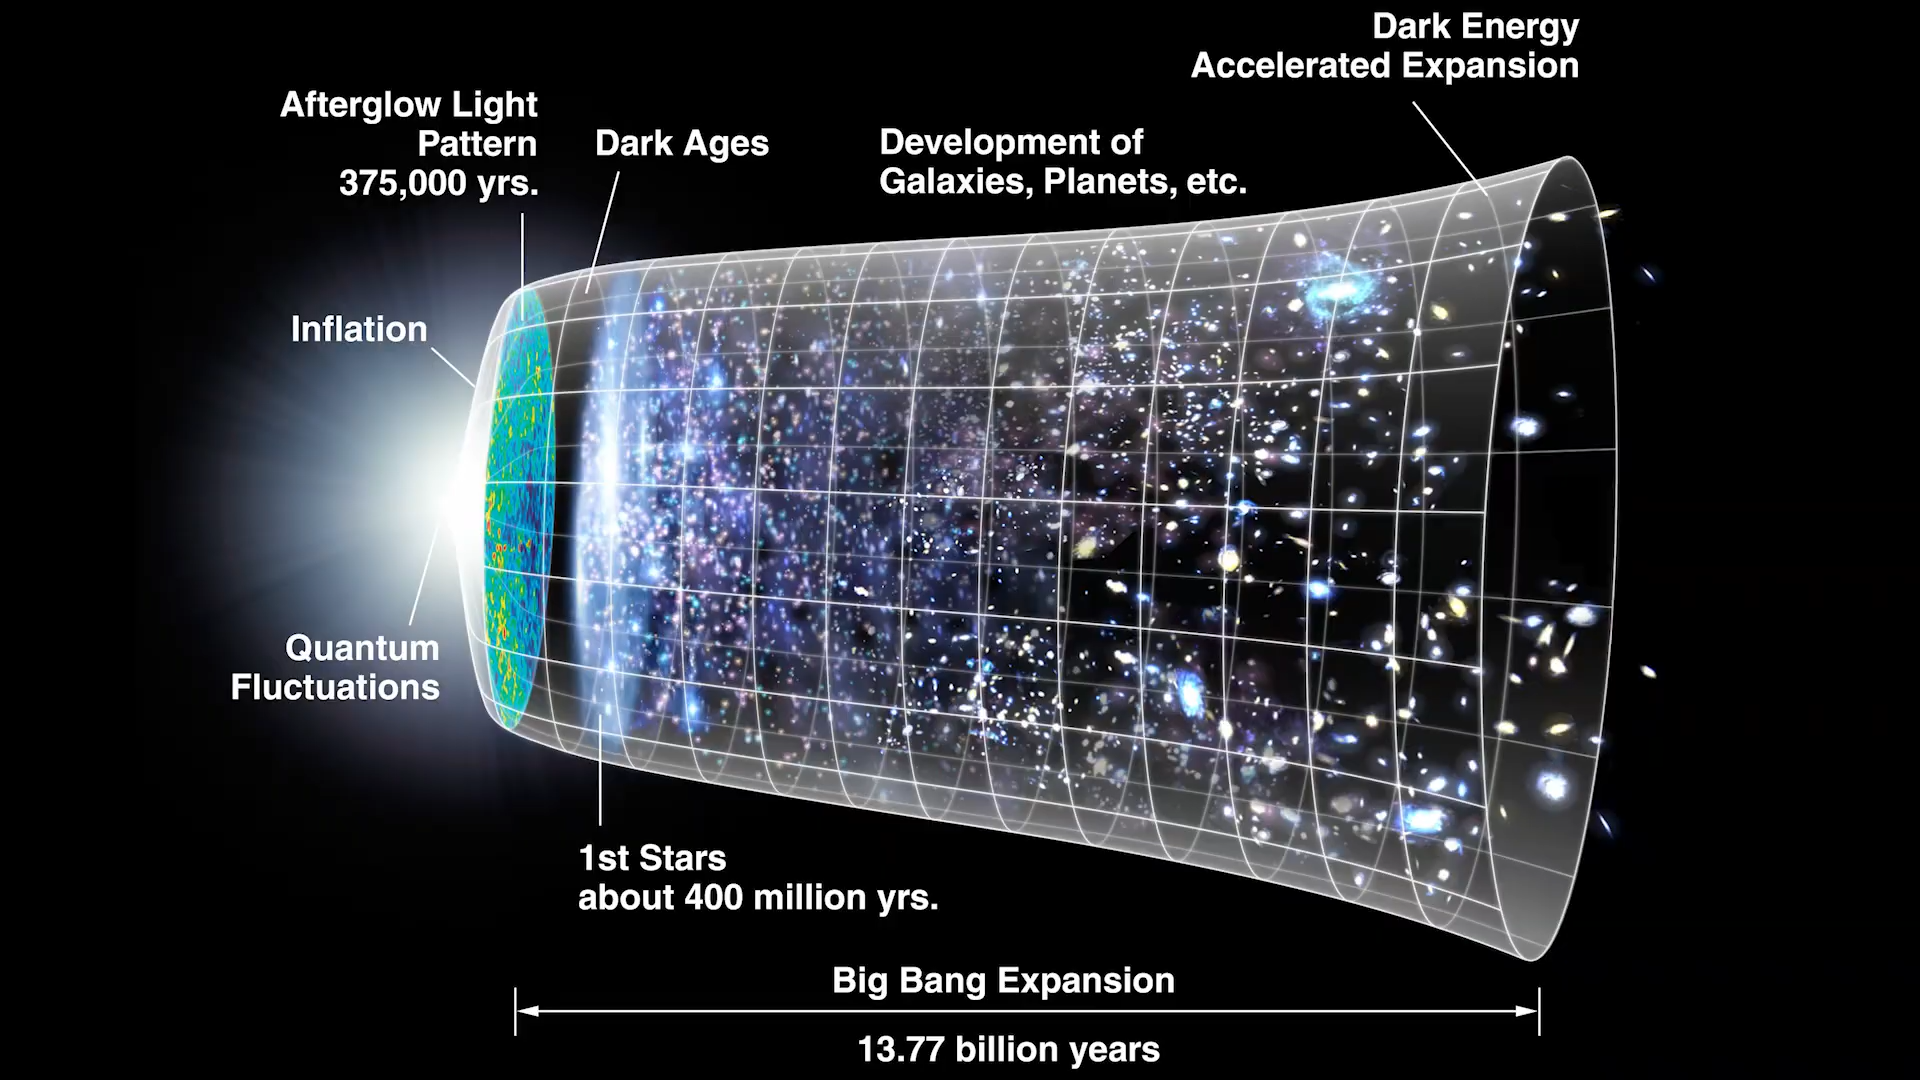 Dark Energy
Accelerated Expansion
Afterglow Light
Pattern
375,000 yrs.
Dark Ages
Development of
Galaxies, Planets, etc.
Inflation
Quantum
Fluctuations
1st Stars
about 400 million yrs.
Big Bang Expansion
13.77 billion years